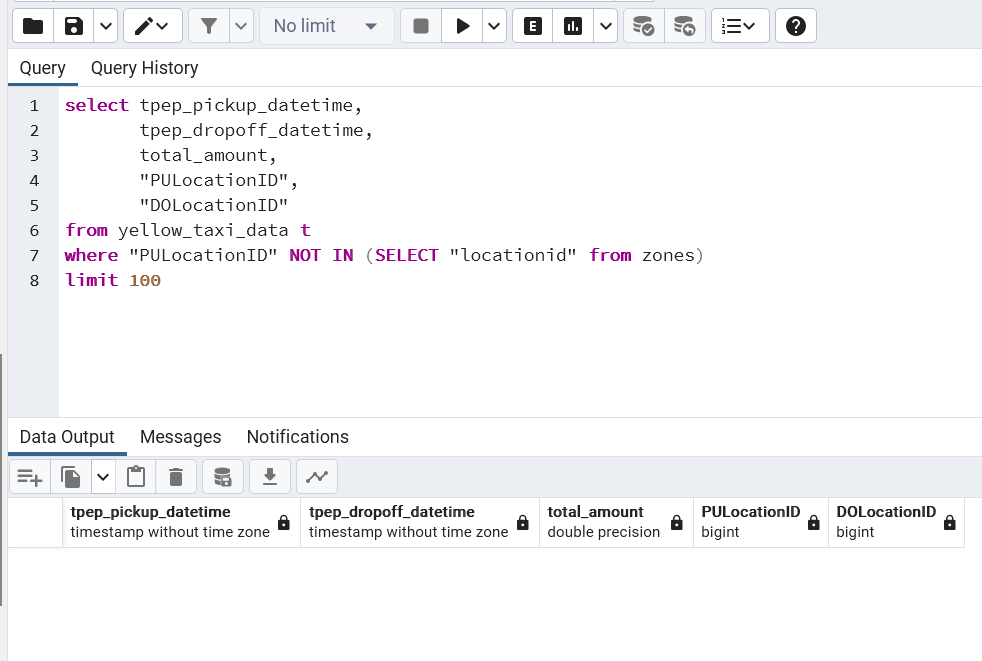 No limit
E
Query Query History
1 select tpep_pickup_datetime,
2 tpep_dropoff_datetime,
3 total_amount,
4 "PULocationID",
5 "DOLocationID"
6 from yellow_taxi_data t
7 where "PULocationID" NOT IN (SELECT "locationid" from zones)
8 limit 100
Data Output Messages Notifications
tpep_pickup_datetime tpep_dropoff_datetime total_amount PULocationID DOLocationID
timestamp without time zone timestamp without time zone double precision bigint bigint